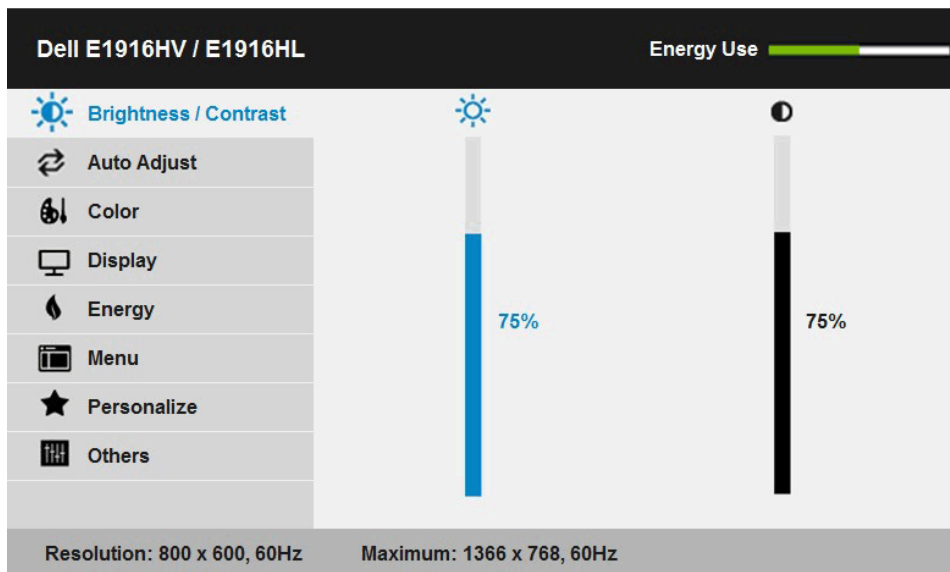 Dell E1916HV / E1916HL
Energy Use
Brightness / Contrast
Auto Adjust
Color
Display
Energy
75%
75%
Menu
Personalize
Others
Resolution: 800 x 600, 60Hz
Maximum: 1366 x 768, 60Hz